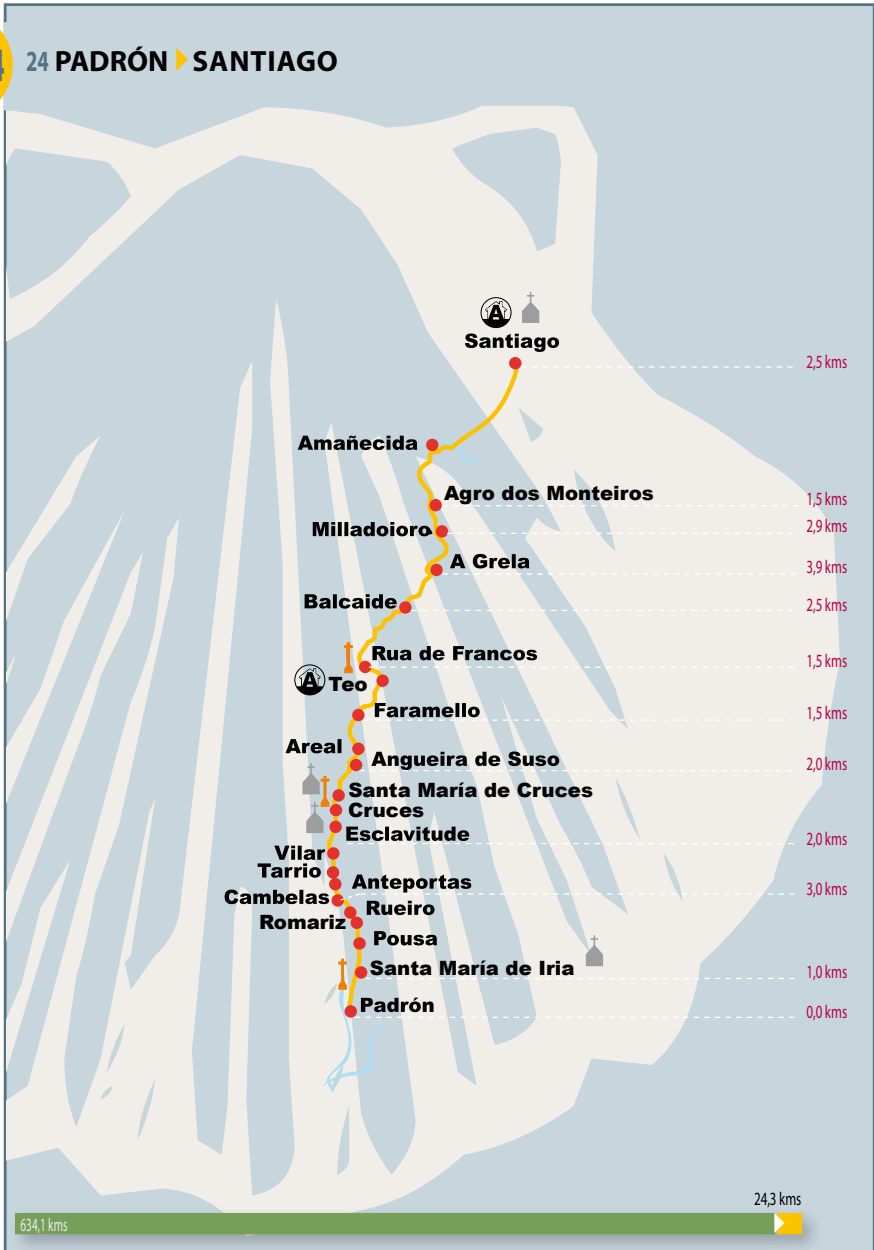 4
24 PADRÓN SANTIAGO
A
Santiago
2,5 kms
Amañecida
Agro dos Monteiros
1,5 kms
Milladoioro
2,9 kms
A Grela
3,9 kms
Balcaide
2,5 kms
Rua de Francos
1,5 kms
A Teo
Faramello
1,5 kms
Areal
Angueira de Suso
2,0 kms
Santa María de Cruces
Cruces
Esclavitude
2,0 kms
Vilar
Tarrio
Anteportas
3,0 kms
Cambelas
Rueiro
Romariz
Pousa
Santa María de Iria
1,0 kms
Padrón
0,0 kms
24,3 kms
634,1 kms